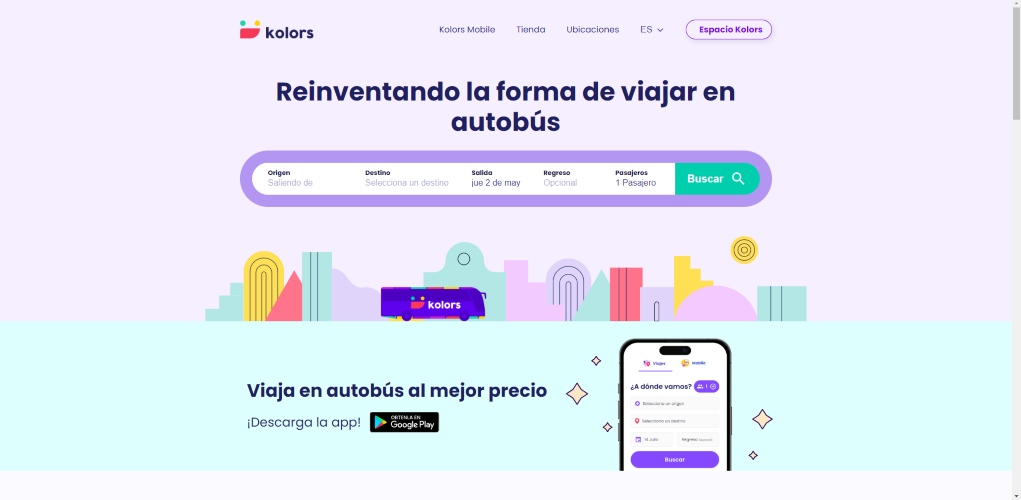 kolors
Kolors Mobile
Tienda
Ubicaciones
ES
Espacio Kolors
Reinventando la forma de viajar en
autobús
Origen
Saliendo de
Destino
Selecciona un destino
Salida
jue 2 de may
Regreso
Opcional
Pasajeros
1 Pasajero
Buscar
kolors
Viaja en autobús al mejor precio
¡Descarga la app!
OBTENLA EN
Google Play
Viajes
Mobile
¿A dónde vamos?
1
Selecciona un origen
Selecciona un destino
14 Julio
Regreso
Buscar